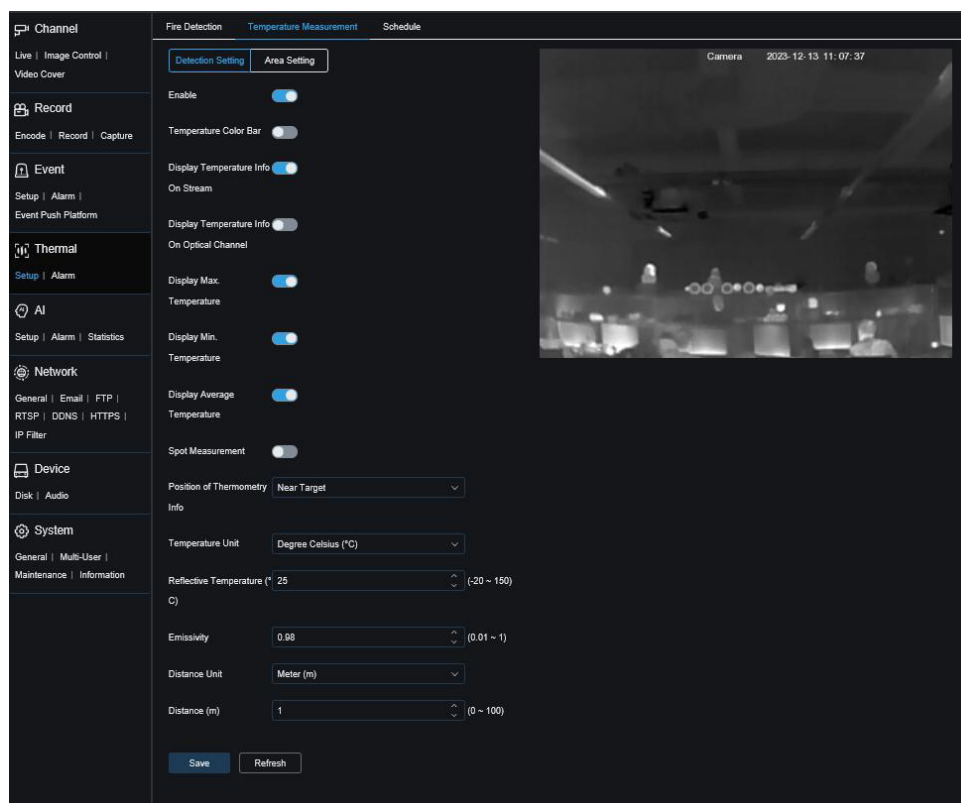 Channel
Live | Image Control |
Video Cover
Record
Encode | Record | Capture
Event
Setup | Alarm |
Event Push Platform
Thermal
Setup | Alarm
AI
Setup | Alarm | Statistics
Network
General | Email | FTP |
RTSP | DDNS | HTTPS |
IP Filter
Device
Disk | Audio
System
General | Multi-User |
Maintenance | Information
Fire Detection Temperature Measurement Schedule
Detection Setting Area Setting
Enable
Temperature Color Bar
Display Temperature Info
On Stream
Display Temperature Info
On Optical Channel
Display Max.
Temperature
Display Min.
Temperature
Display Average
Temperature
Spot Measurement
Position of Thermometry
Info
Near Target
Temperature Unit Degree Celsius (°C)
Reflective Temperature (°
C)
25 (-20 ~ 150)
Emissivity 0.98 (0.01 ~ 1)
Distance Unit Meter (m)
Distance (m) 1 (0 ~ 100)
Save Refresh
Camera 2023-12-13 11:07:37